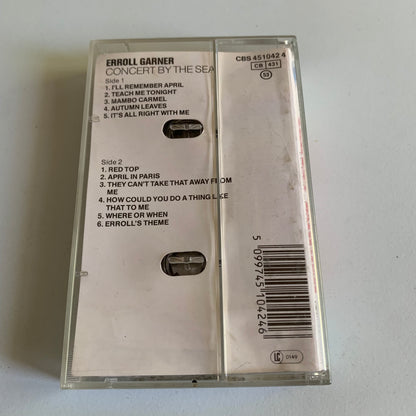 ERROLL GARNER
CONCERT BY THE SEA
Side 1
1. I'LL REMEMBER APRIL
2. TEACH ME TONIGHT
3. MAMBO CARMEL
4. AUTUMN LEAVES
5. IT'S ALL RIGHT WITH ME
Side 2
1. RED TOP
2. APRIL IN PARIS
3. THEY CAN'T TAKE THAT AWAY FROM
ME
4. HOW COULD YOU DO A THING LIKE
THAT TO ME
5. WHERE OR WHEN
6. ERROLL'S THEME
CBS 451042 4
CB 431
53
5 099745 104246
LC 0149